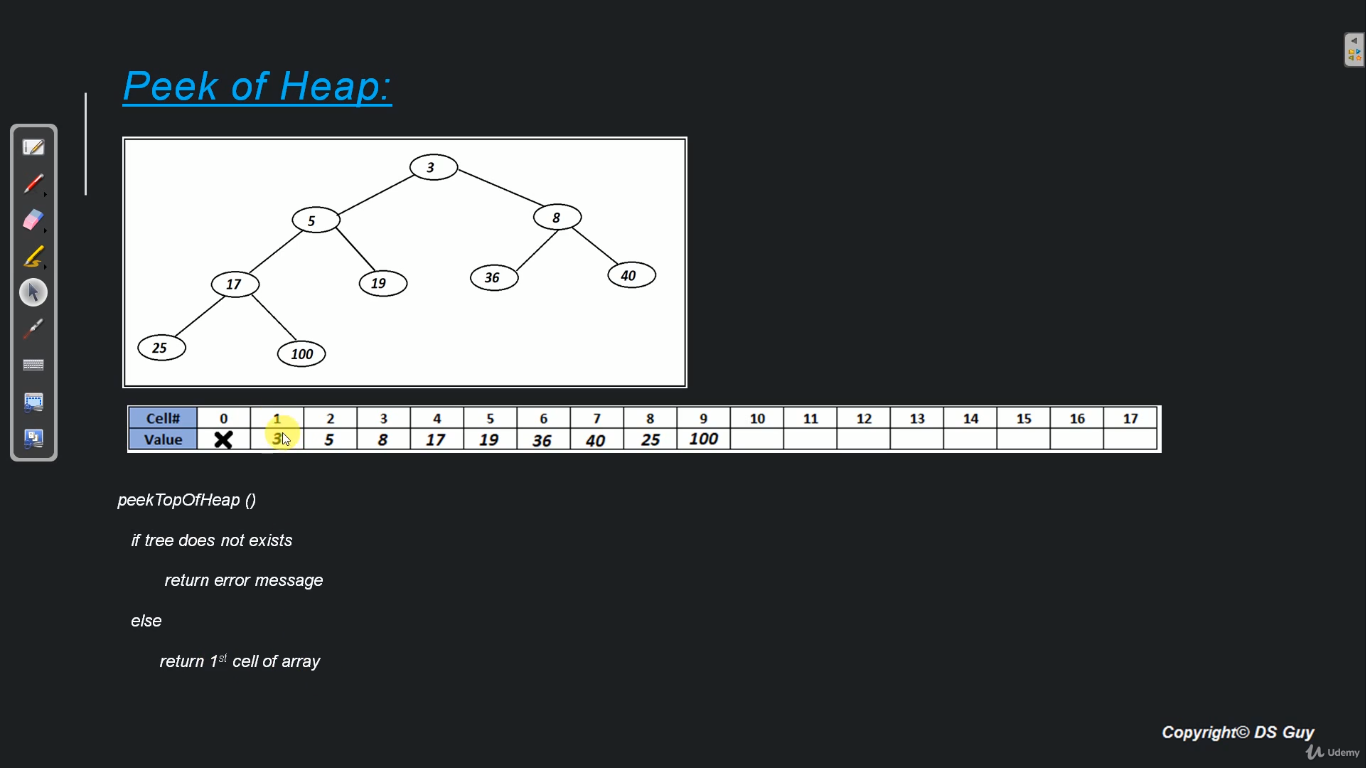 Peek of Heap:
3
5
8
17
19
36
40
25
100
Cell# 0 1 2 3 4 5 6 7 8 9 10 11 12 13 14 15 16 17
Value X 3 5 8 17 19 36 40 25 100
peekTopOfHeap ()
if tree does not exists
return error message
else
return 1st cell of array
Copyright© DS Guy
Udemy